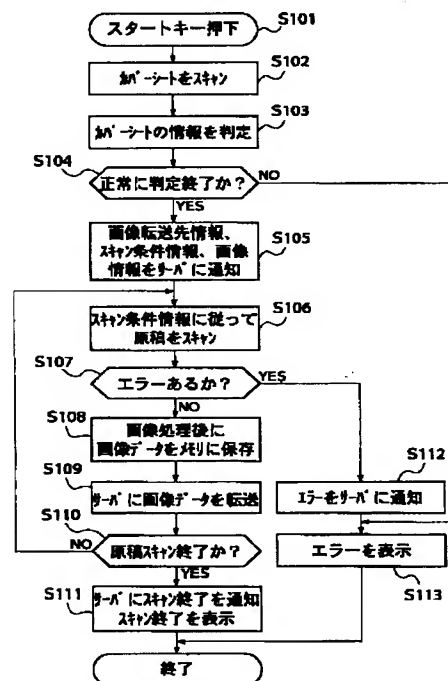 スタートキー押下
S101
S102
カバーシートをスキャン
S103
カバーシートの情報を判定
S104
正常に判定終了か?
NO
YES
画像転送先情報、
スキャン条件情報、画像
情報をサーバに通知
S105
スキャン条件情報に従って
原稿をスキャン
S106
S107
エラーあるか?
YES
NO
S108
画像処理後に
画像データをメモリに保存
S109
サーバに画像データを転送
S112
エラーをサーバに通知
S110
原稿スキャン終了か?
NO
YES
エラーを表示
S113
S111
サーバにスキャン終了を通知
スキャン終了を表示
終了